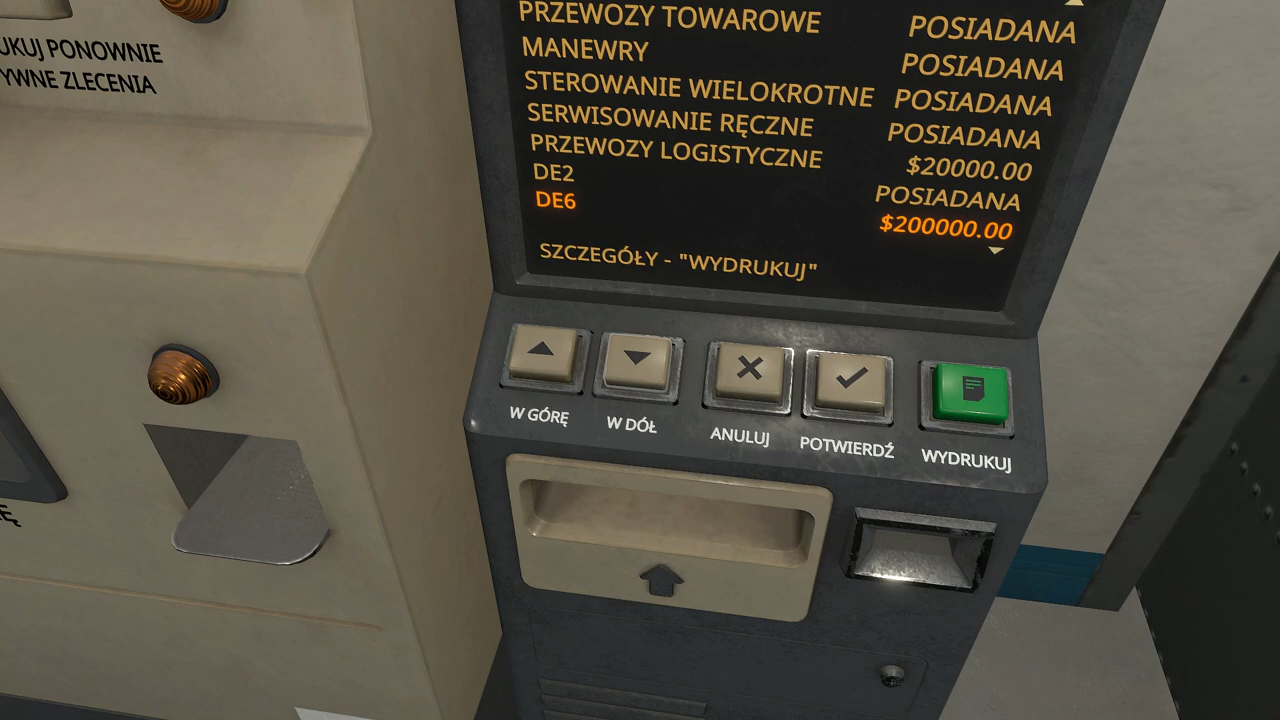 UKUJ PONOWNIE
YWNE ZLECENIA
PRZEWOZY TOWAROWE POSIADANA
MANEWRY POSIADANA
STEROWANIE WIELOKROTNE POSIADANA
SERWISOWANIE RĘCZNE POSIADANA
PRZEWOZY LOGISTYCZNE $20000.00
DE2 POSIADANA
DE6 $200000.00
SZCZEGÓŁY - "WYDRUKUJ"
W GÓRĘ
W DÓŁ
ANULUJ
POTWIERDŹ
WYDRUKUJ
Ę